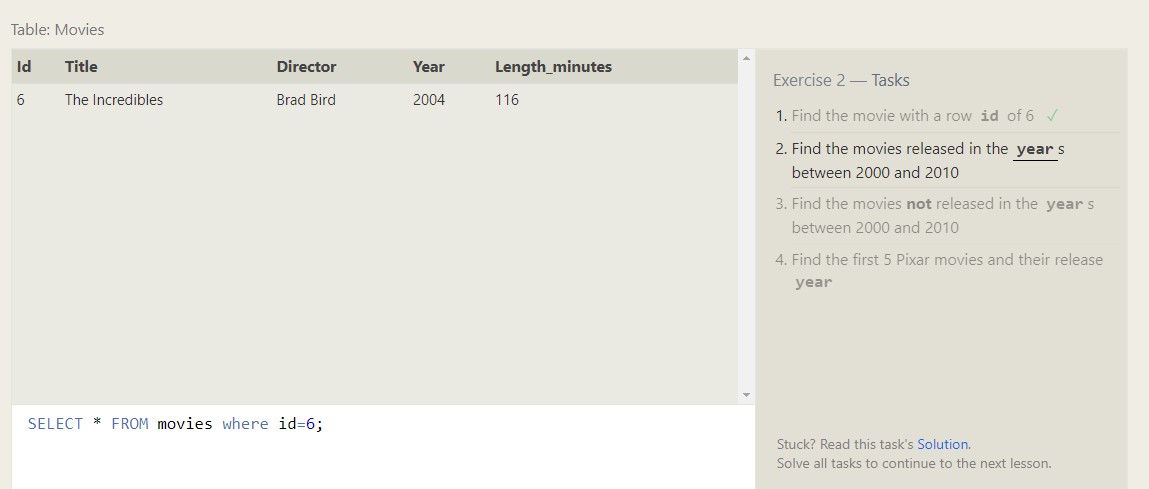 Table: Movies
Id Title Director Year Length_minutes
6 The Incredibles Brad Bird 2004 116
SELECT * FROM movies where id=6;
Exercise 2 — Tasks
1. Find the movie with a row id of 6 ✓
2. Find the movies released in the year s
between 2000 and 2010
3. Find the movies not released in the year s
between 2000 and 2010
4. Find the first 5 Pixar movies and their release
year
Stuck? Read this task's Solution.
Solve all tasks to continue to the next lesson.